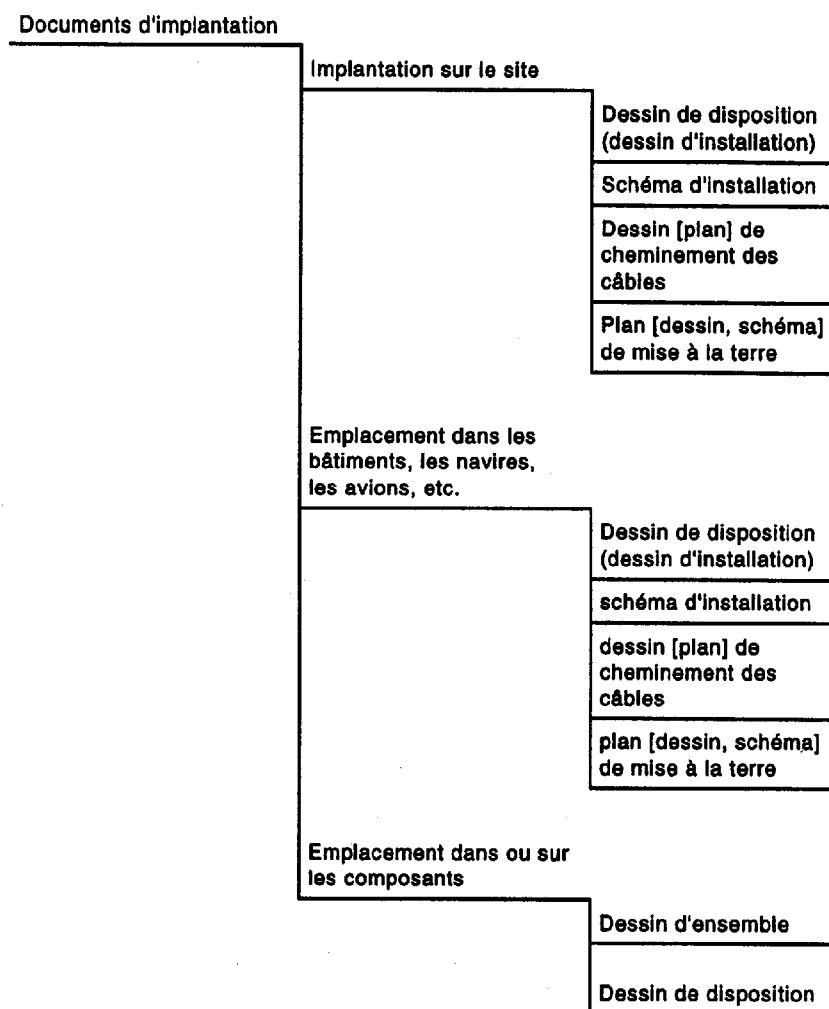 Documents d'implantation
Implantation sur le site
Dessin de disposition
(dessin d'installation)
Schéma d'installation
Dessin [plan] de
cheminement des
câbles
Plan [dessin, schéma]
de mise à la terre
Emplacement dans les
bâtiments, les navires,
les avions, etc.
Dessin de disposition
(dessin d'installation)
schéma d'installation
dessin [plan] de
cheminement des
câbles
plan [dessin, schéma]
de mise à la terre
Emplacement dans ou sur
les composants
Dessin d'ensemble
Dessin de disposition